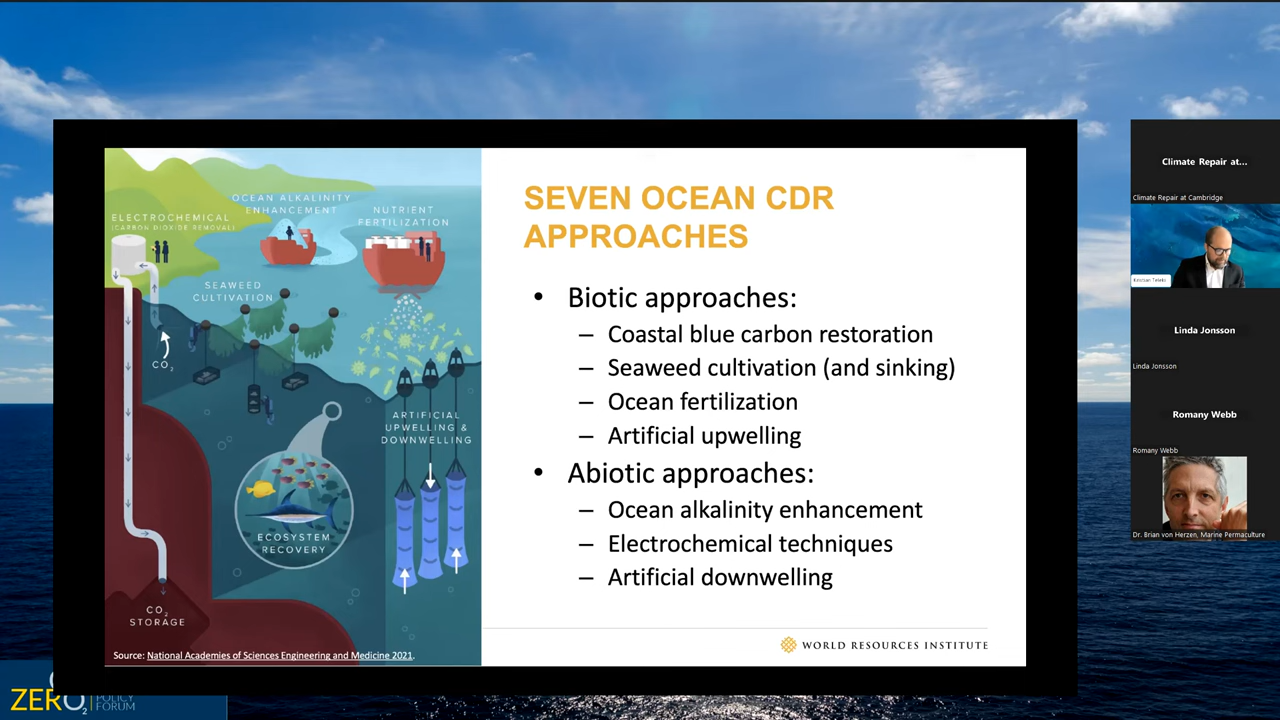 ELECTROCHEMICAL
(CARBON DIOXIDE REMOVAL)
OCEAN ALKALINITY
ENHANCEMENT
NUTRIENT
FERTILIZATION
SEAWEED
CULTIVATION
CO₂
ARTIFICIAL
UPWELLING &
DOWNWELLING
ECOSYSTEM
RECOVERY
CO₂
STORAGE
Source: National Academies of Sciences Engineering and Medicine 2021.
SEVEN OCEAN CDR
APPROACHES
• Biotic approaches:
– Coastal blue carbon restoration
– Seaweed cultivation (and sinking)
– Ocean fertilization
– Artificial upwelling
• Abiotic approaches:
– Ocean alkalinity enhancement
– Electrochemical techniques
– Artificial downwelling
WORLD RESOURCES INSTITUTE
Climate Repair at...
Climate Repair at Cambridge
Linda Jonsson
Linda Jonsson
Romany Webb
Romany Webb
Dr. Brian von Herzen, Marine Permaculture
ZERO₂
POLICY
FORUM